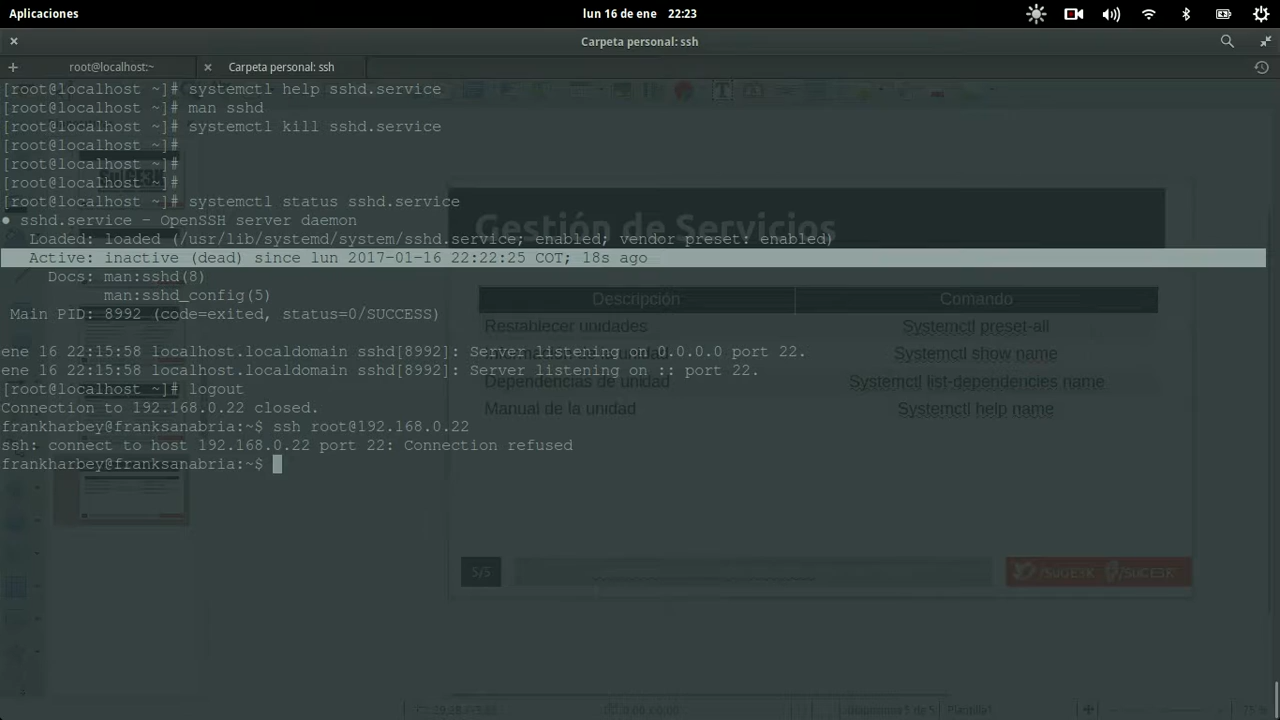 Aplicaciones
lun 16 de ene 22:23
Carpeta personal: ssh
root@localhost:~
Carpeta personal: ssh
[root@localhost ~]# systemctl help sshd.service
[root@localhost ~]# man sshd
[root@localhost ~]# systemctl kill sshd.service
[root@localhost ~]#
[root@localhost ~]#
[root@localhost ~]#
[root@localhost ~]# systemctl status sshd.service
● sshd.service - OpenSSH server daemon
Loaded: loaded (/usr/lib/systemd/system/sshd.service; enabled; vendor preset: enabled)
Active: inactive (dead) since lun 2017-01-16 22:22:25 COT; 18s ago
Docs: man:sshd(8)
man:sshd_config(5)
Main PID: 8992 (code=exited, status=0/SUCCESS)
ene 16 22:15:58 localhost.localdomain sshd[8992]: Server listening on 0.0.0.0 port 22.
ene 16 22:15:58 localhost.localdomain sshd[8992]: Server listening on :: port 22.
[root@localhost ~]# logout
Connection to 192.168.0.22 closed.
frankharbey@franksanabria:~$ ssh root@192.168.0.22
ssh: connect to host 192.168.0.22 port 22: Connection refused
frankharbey@franksanabria:~$
Gestión de Servicios
Descripción Comando
Restablecer unidades Systemctl preset-all
Systemctl show name
Dependencias de unidad Systemctl list-dependencies name
Manual de la unidad Systemctl help name
5/5
/SUGE3K /SUGE3K
75 %